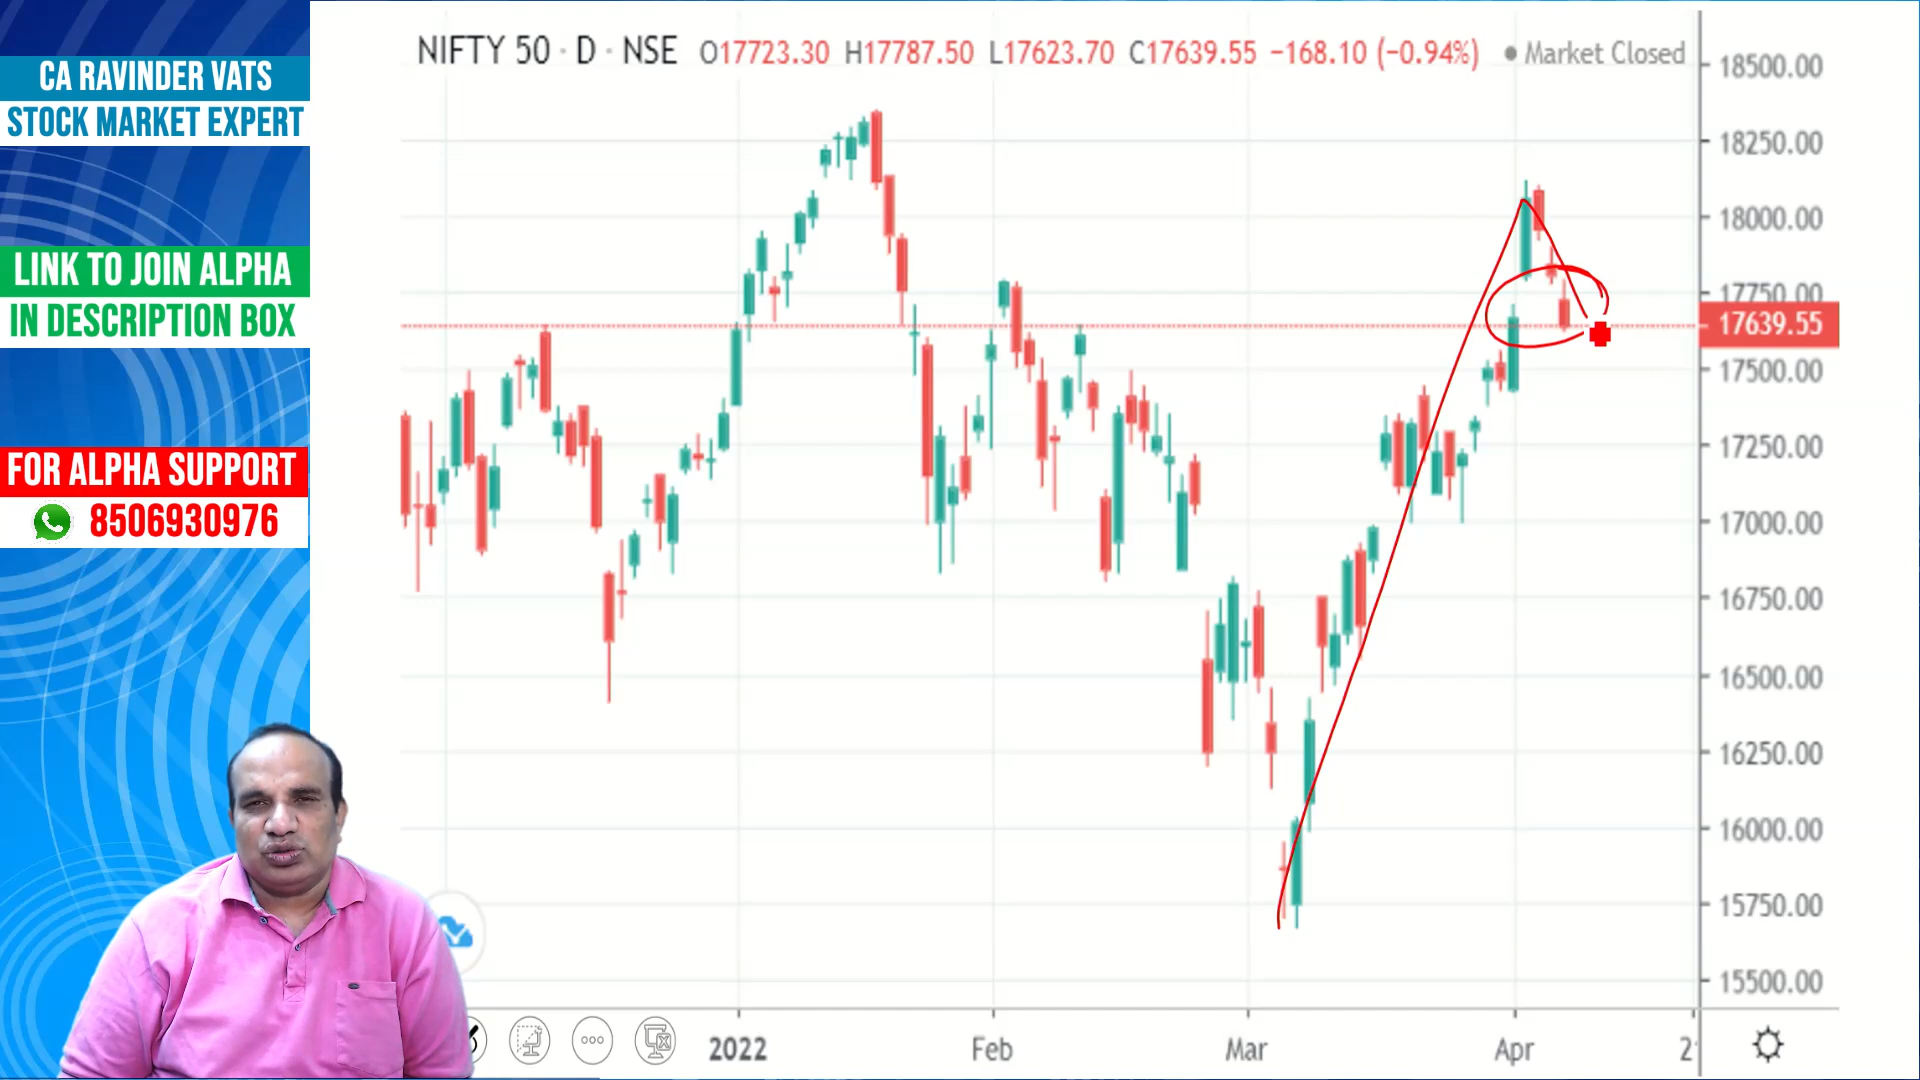 CA RAVINDER VATS
STOCK MARKET EXPERT
LINK TO JOIN ALPHA
IN DESCRIPTION BOX
FOR ALPHA SUPPORT
8506930976
NIFTY 50 · D · NSE O17723.30 H17787.50 L17623.70 C17639.55 −168.10 (−0.94%) Market Closed
18500.00
18250.00
18000.00
17750.00
17639.55
17500.00
17250.00
17000.00
16750.00
16500.00
16250.00
16000.00
15750.00
15500.00
2022 Feb Mar Apr